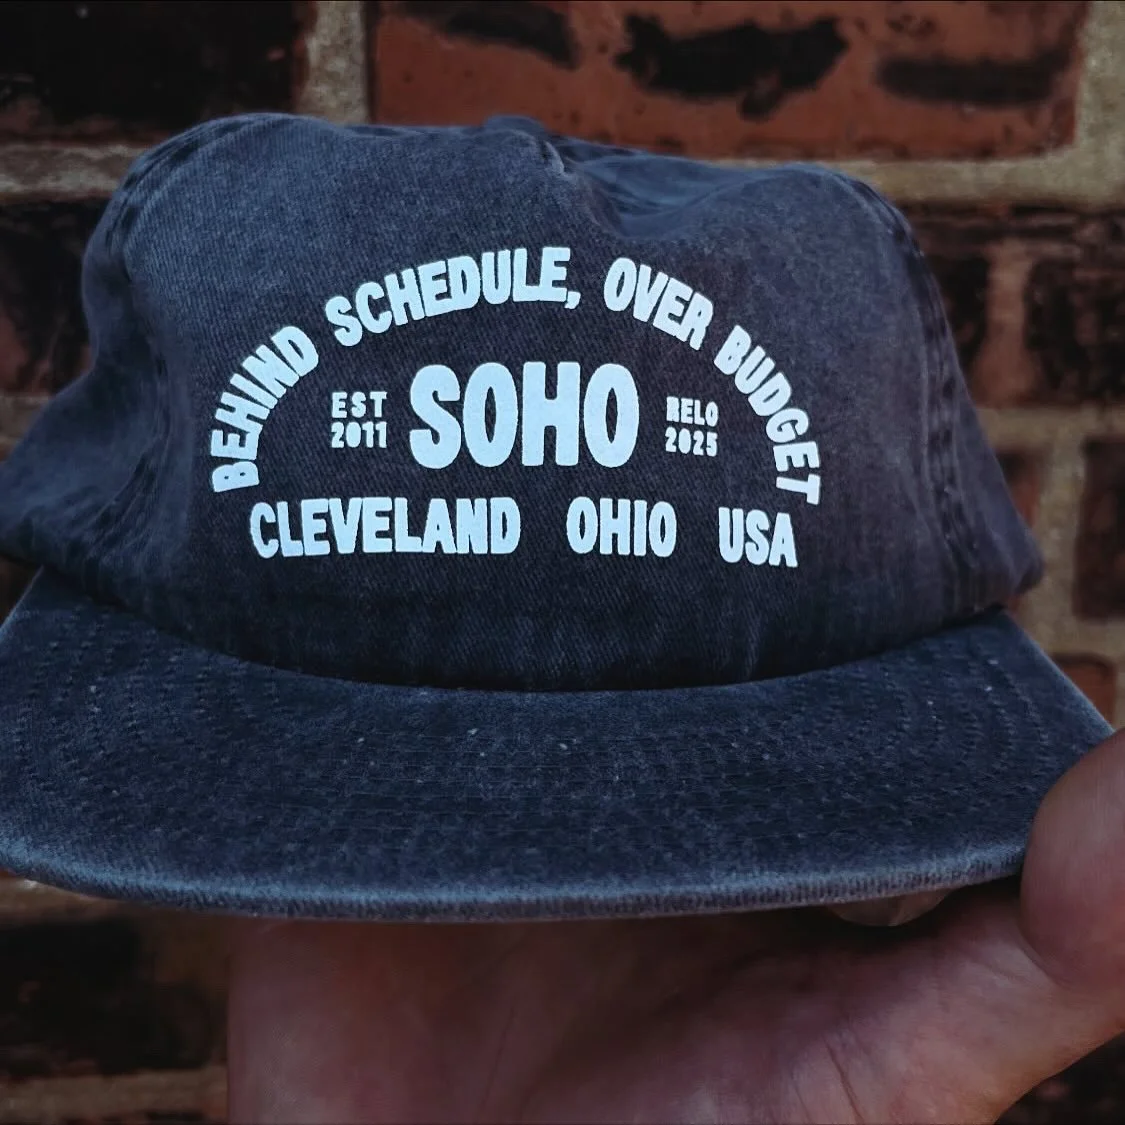 BEHIND SCHEDULE, OVER BUDGET
EST
2011
SOHO
RELO
2025
CLEVELAND OHIO USA